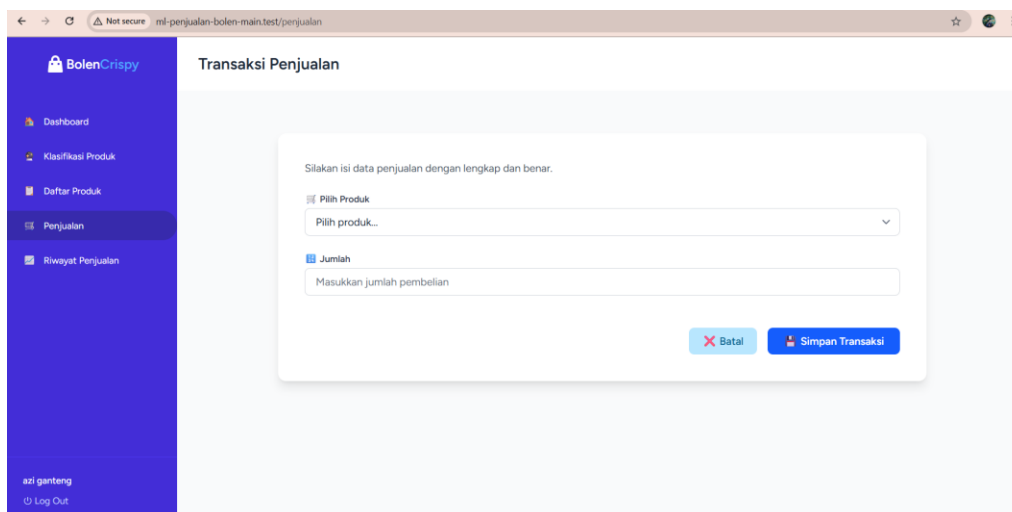 Not secure ml-penjualan-bolen-main.test/penjualan
BolenCrispy
Transaksi Penjualan
Dashboard
Klasifikasi Produk
Daftar Produk
Penjualan
Riwayat Penjualan
Silakan isi data penjualan dengan lengkap dan benar.
Pilih Produk
Pilih produk...
Jumlah
Masukkan jumlah pembelian
Batal
Simpan Transaksi
azi ganteng
Log Out